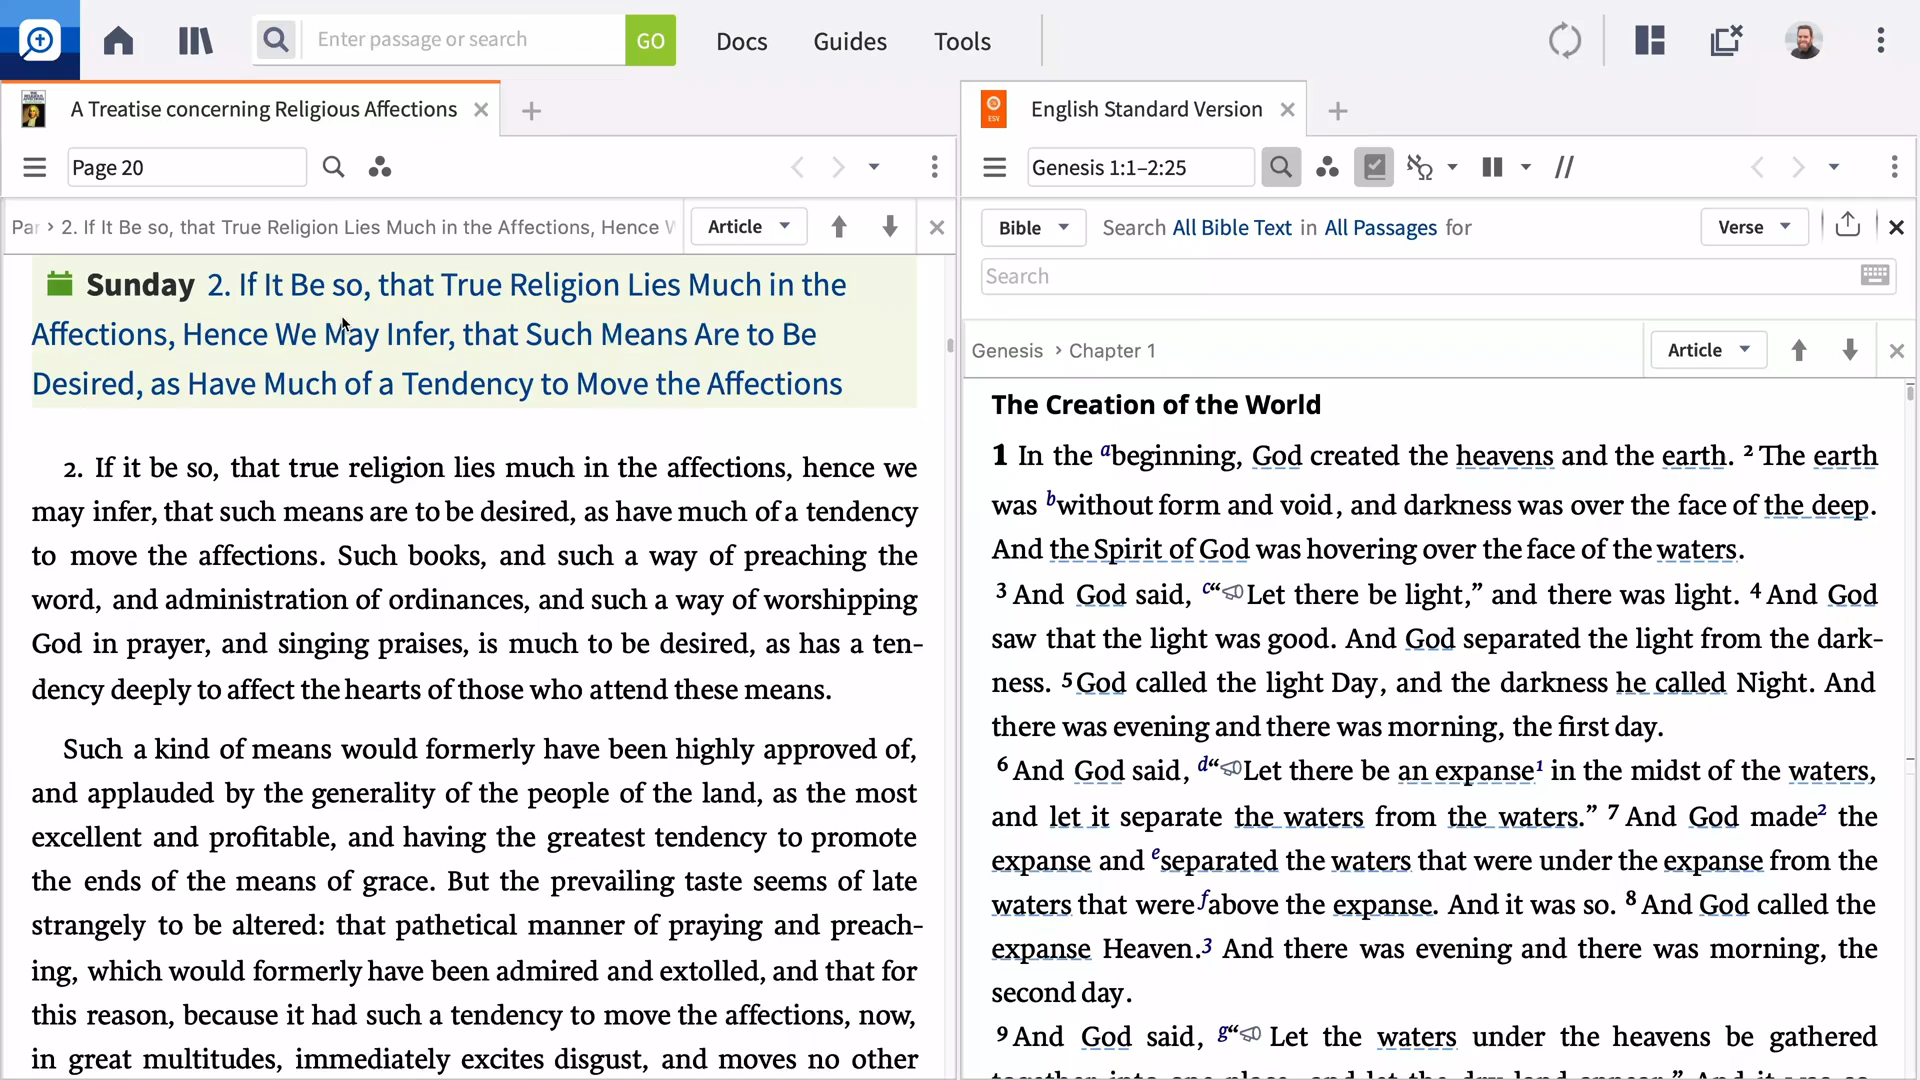 Enter passage or search
GO
Docs
Guides
Tools
A Treatise concerning Religious Affections
Page 20
Par › 2. If It Be so, that True Religion Lies Much in the Affections, Hence W
Article
Sunday 2. If It Be so, that True Religion Lies Much in the
Affections, Hence We May Infer, that Such Means Are to Be
Desired, as Have Much of a Tendency to Move the Affections
2. If it be so, that true religion lies much in the affections, hence we
may infer, that such means are to be desired, as have much of a tendency
to move the affections. Such books, and such a way of preaching the
word, and administration of ordinances, and such a way of worshipping
God in prayer, and singing praises, is much to be desired, as has a ten-
dency deeply to affect the hearts of those who attend these means.
Such a kind of means would formerly have been highly approved of,
and applauded by the generality of the people of the land, as the most
excellent and profitable, and having the greatest tendency to promote
the ends of the means of grace. But the prevailing taste seems of late
strangely to be altered: that pathetical manner of praying and preach-
ing, which would formerly have been admired and extolled, and that for
this reason, because it had such a tendency to move the affections, now,
in great multitudes, immediately excites disgust, and moves no other
ESV
English Standard Version
Genesis 1:1–2:25
Bible
Search All Bible Text in All Passages for
Verse
Search
Genesis › Chapter 1
Article
The Creation of the World
1 In the a beginning, God created the heavens and the earth. 2 The earth
was b without form and void, and darkness was over the face of the deep.
And the Spirit of God was hovering over the face of the waters.
3 And God said, c “Let there be light,” and there was light. 4 And God
saw that the light was good. And God separated the light from the dark-
ness. 5 God called the light Day, and the darkness he called Night. And
there was evening and there was morning, the first day.
6 And God said, d “Let there be an expanse1 in the midst of the waters,
and let it separate the waters from the waters.” 7 And God made2 the
expanse and e separated the waters that were under the expanse from the
waters that were f above the expanse. And it was so. 8 And God called the
expanse Heaven.3 And there was evening and there was morning, the
second day.
9 And God said, g “Let the waters under the heavens be gathered
together into one place, and let the dry land appear.” And it was so.